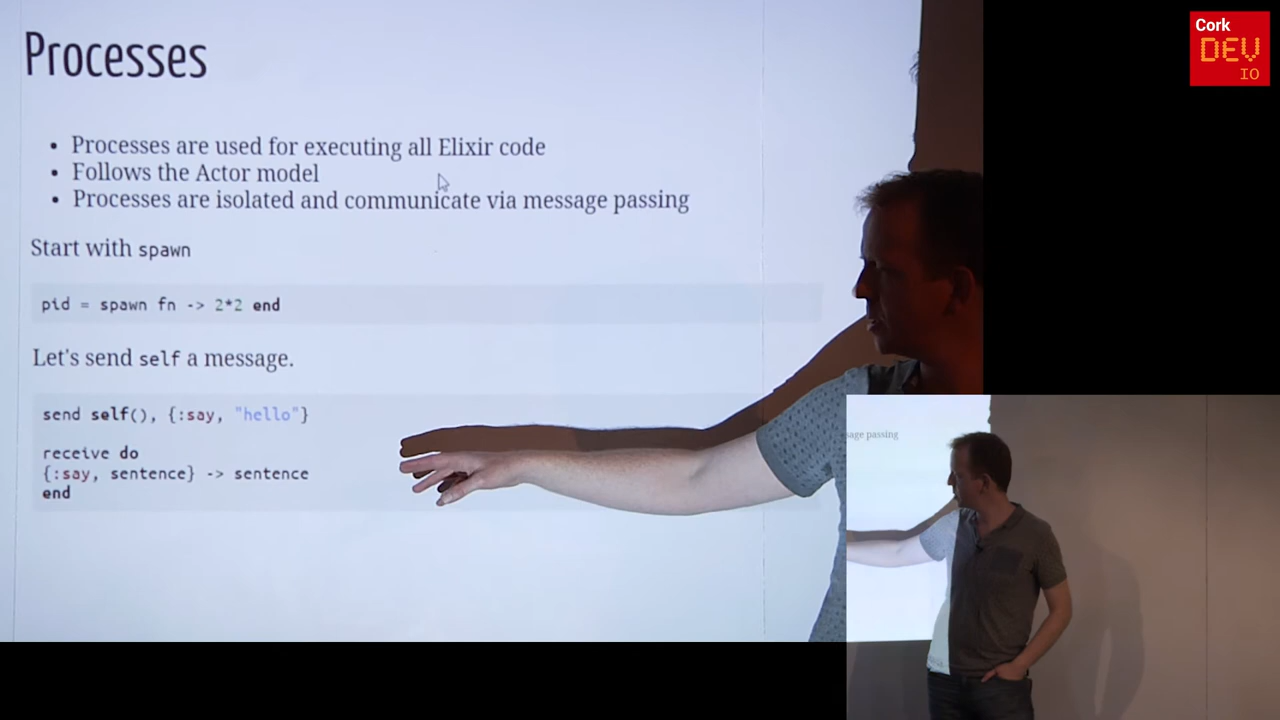 Processes
• Processes are used for executing all Elixir code
• Follows the Actor model
• Processes are isolated and communicate via message passing
Start with spawn
pid = spawn fn -> 2*2 end
Let's send self a message.
send self(), {:say, "hello"}
receive do
{:say, sentence} -> sentence
end
Cork
DEV
IO
sage passing